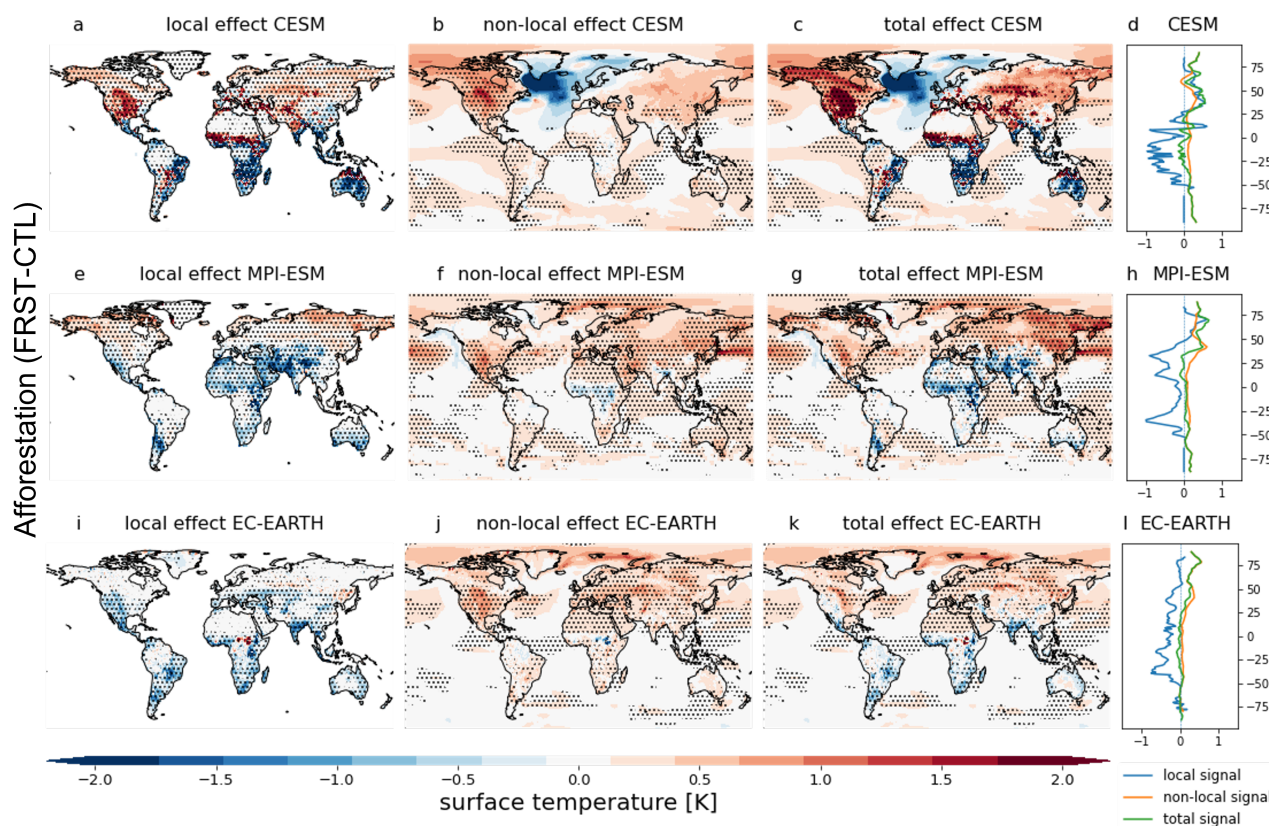 Afforestation (FRST-CTL)
a local effect CESM
b non-local effect CESM
c total effect CESM
d CESM
75
50
25
0
−25
−50
−75
−1 0 1
e local effect MPI-ESM
f non-local effect MPI-ESM
g total effect MPI-ESM
h MPI-ESM
75
50
25
0
−25
−50
−75
−1 0 1
i local effect EC-EARTH
j non-local effect EC-EARTH
k total effect EC-EARTH
l EC-EARTH
75
50
25
0
−25
−50
−75
−1 0 1
−2.0 −1.5 −1.0 −0.5 0.0 0.5 1.0 1.5 2.0
surface temperature [K]
local signal
non-local signal
total signal